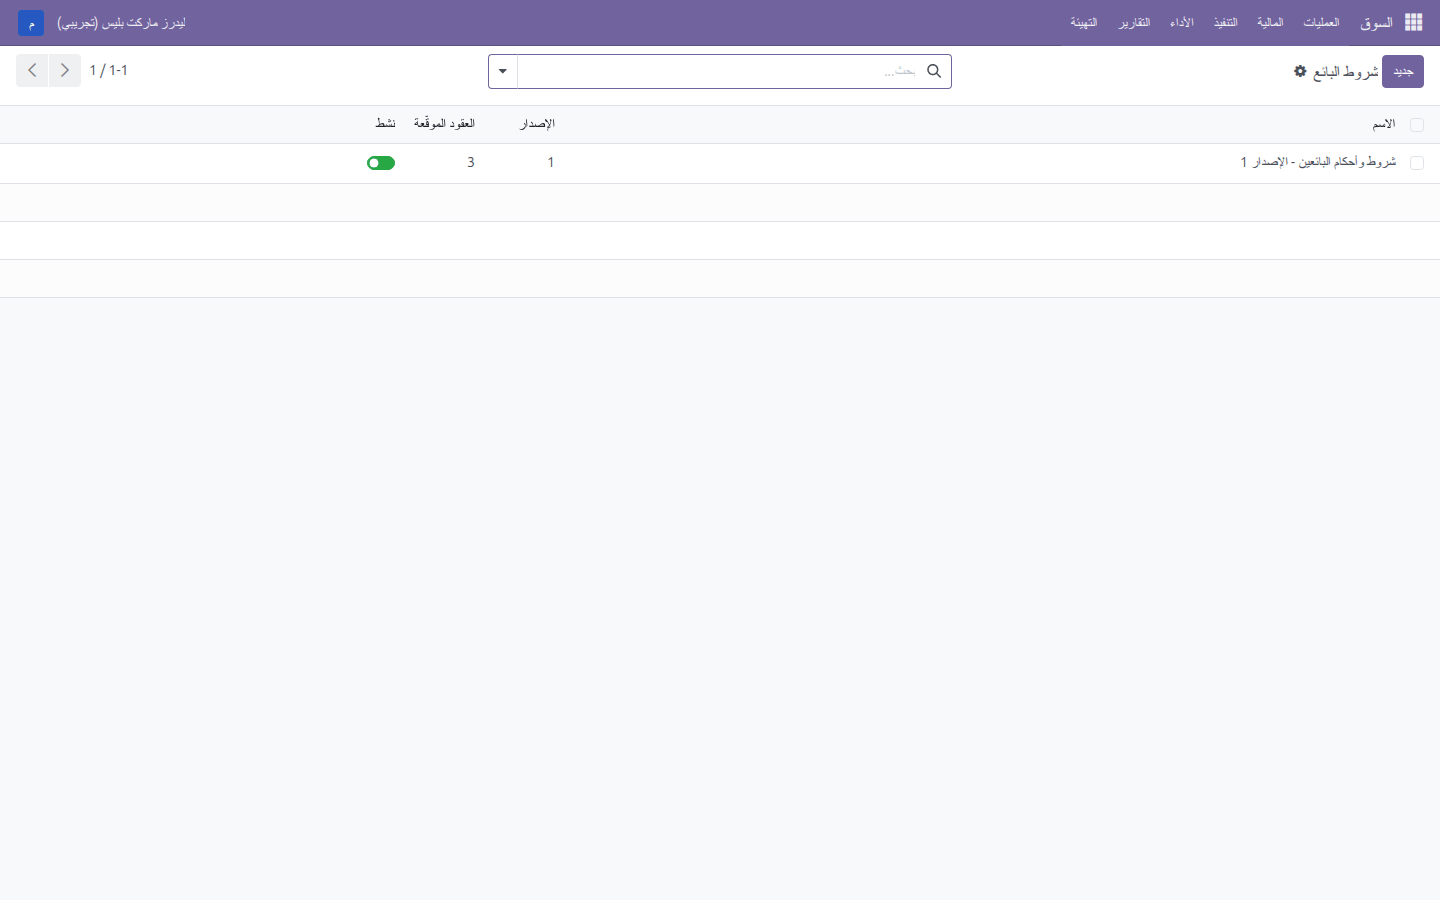 السوق العمليات المالية التنفيذ الأداء التقارير التهيئة ليدرز ماركت بليس (تجريبي) م
جديد شروط البائع بحث... 1-1 / 1
الاسم الإصدار العقود الموقّعة نشط
شروط وأحكام البائعين - الإصدار 1 1 3